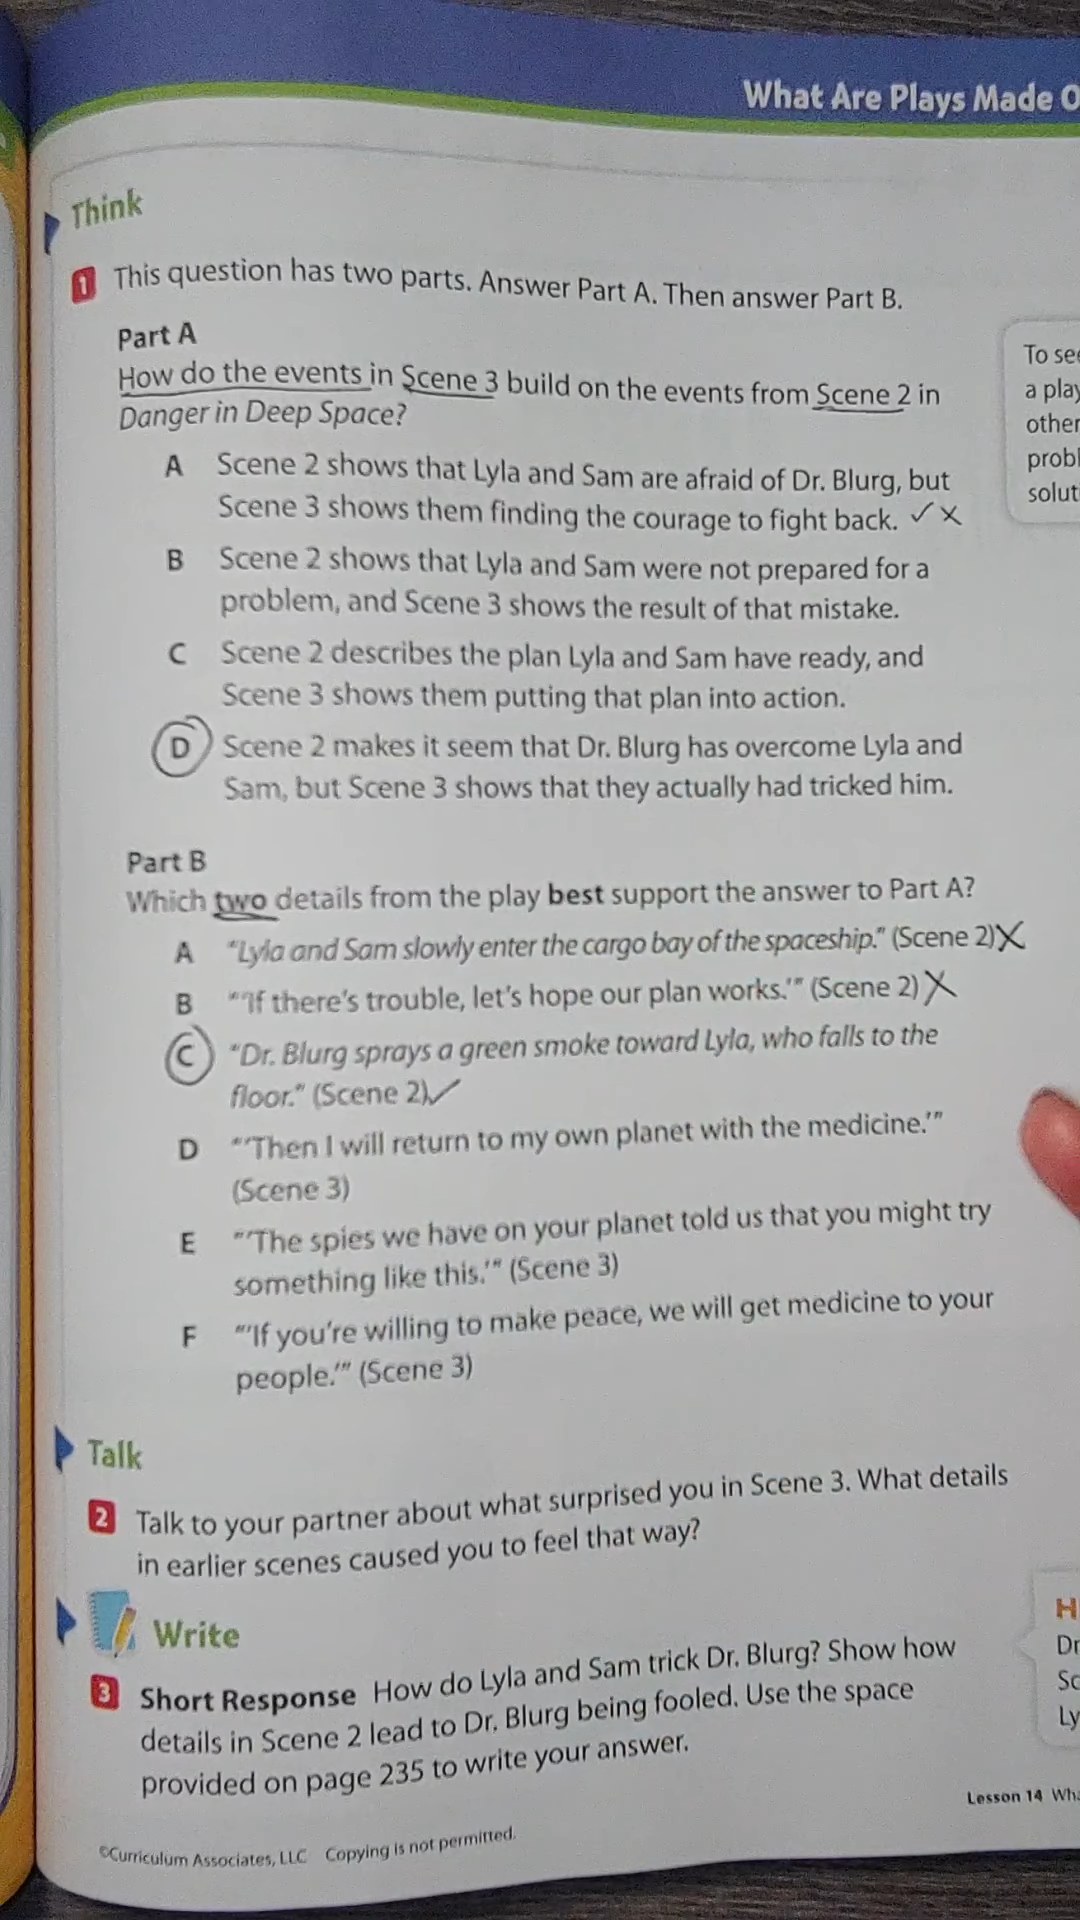 What Are Plays Made O
Think
1 This question has two parts. Answer Part A. Then answer Part B.
Part A
How do the events in Scene 3 build on the events from Scene 2 in
Danger in Deep Space?
A Scene 2 shows that Lyla and Sam are afraid of Dr. Blurg, but
Scene 3 shows them finding the courage to fight back. ✓ X
B Scene 2 shows that Lyla and Sam were not prepared for a
problem, and Scene 3 shows the result of that mistake.
C Scene 2 describes the plan Lyla and Sam have ready, and
Scene 3 shows them putting that plan into action.
D Scene 2 makes it seem that Dr. Blurg has overcome Lyla and
Sam, but Scene 3 shows that they actually had tricked him.
To see
a play
other
probl
solut
Part B
Which two details from the play best support the answer to Part A?
A "Lyla and Sam slowly enter the cargo bay of the spaceship." (Scene 2) X
B "'If there's trouble, let's hope our plan works.'" (Scene 2) X
C "Dr. Blurg sprays a green smoke toward Lyla, who falls to the
floor." (Scene 2) ✓
D "'Then I will return to my own planet with the medicine.'"
(Scene 3)
E "'The spies we have on your planet told us that you might try
something like this.'" (Scene 3)
F "'If you're willing to make peace, we will get medicine to your
people.'" (Scene 3)
Talk
2 Talk to your partner about what surprised you in Scene 3. What details
in earlier scenes caused you to feel that way?
Write
3 Short Response How do Lyla and Sam trick Dr. Blurg? Show how
details in Scene 2 lead to Dr. Blurg being fooled. Use the space
provided on page 235 to write your answer.
H
Dr
Sc
Ly
Lesson 14 Wha
©Curriculum Associates, LLC Copying is not permitted.